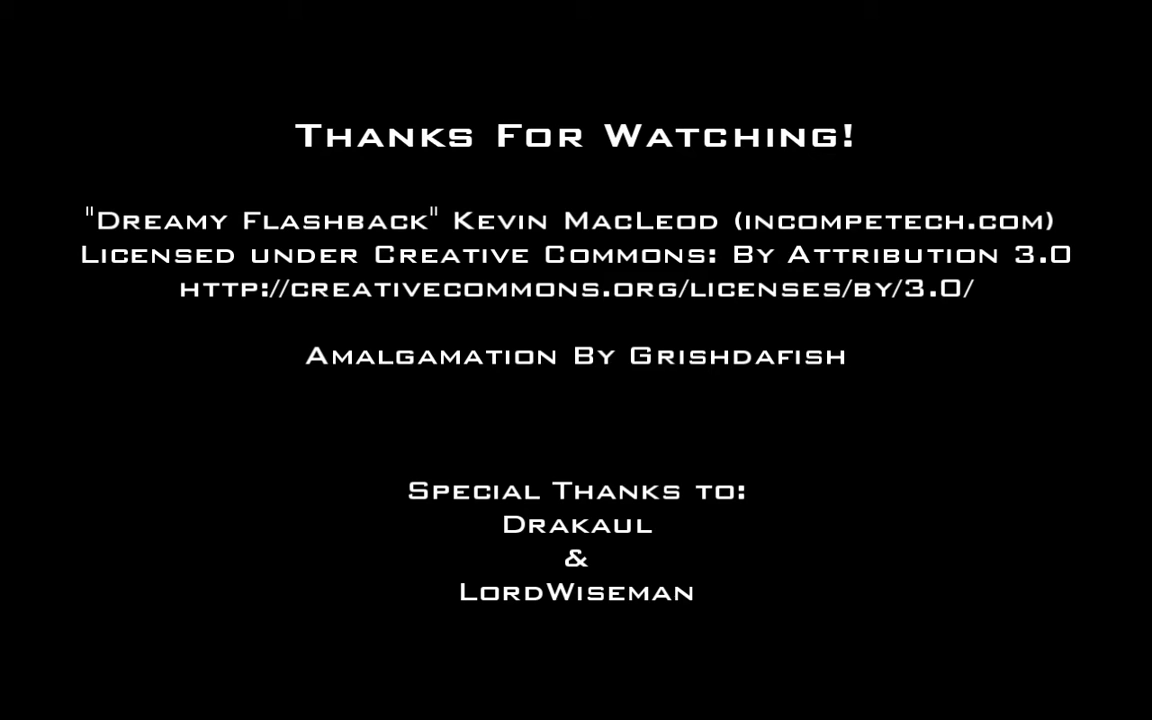 Thanks For Watching!
"Dreamy Flashback" Kevin MacLeod (incompetech.com)
Licensed under Creative Commons: By Attribution 3.0
http://creativecommons.org/licenses/by/3.0/
Amalgamation By Grishdafish
Special Thanks to:
Drakaul
&
LordWiseman